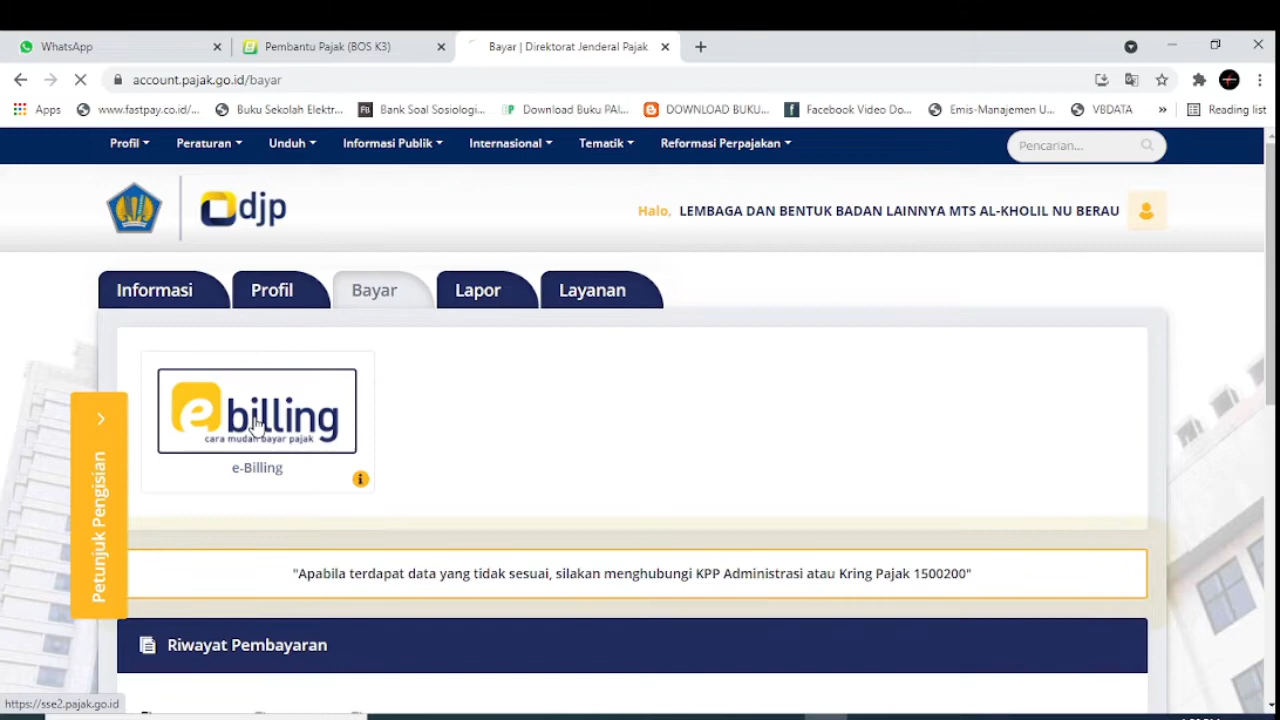 WhatsApp
Pembantu Pajak (BOS K3)
Bayar | Direktorat Jenderal Pajak
account.pajak.go.id/bayar
Apps
www.fastpay.co.id/...
Buku Sekolah Elektr...
FB
Bank Soal Sosiologi...
Download Buku PAI...
DOWNLOAD BUKU...
Facebook Video Do...
Emis-Manajemen U...
VBDATA
»
Reading list
Profil
Peraturan
Unduh
Informasi Publik
Internasional
Tematik
Reformasi Perpajakan
Pencarian...
djp
Halo, LEMBAGA DAN BENTUK BADAN LAINNYA MTS AL-KHOLIL NU BERAU
Informasi
Profil
Bayar
Lapor
Layanan
e billing
cara mudah bayar pajak
e-Billing
i
Petunjuk Pengisian
"Apabila terdapat data yang tidak sesuai, silakan menghubungi KPP Administrasi atau Kring Pajak 1500200"
Riwayat Pembayaran
https://sse2.pajak.go.id